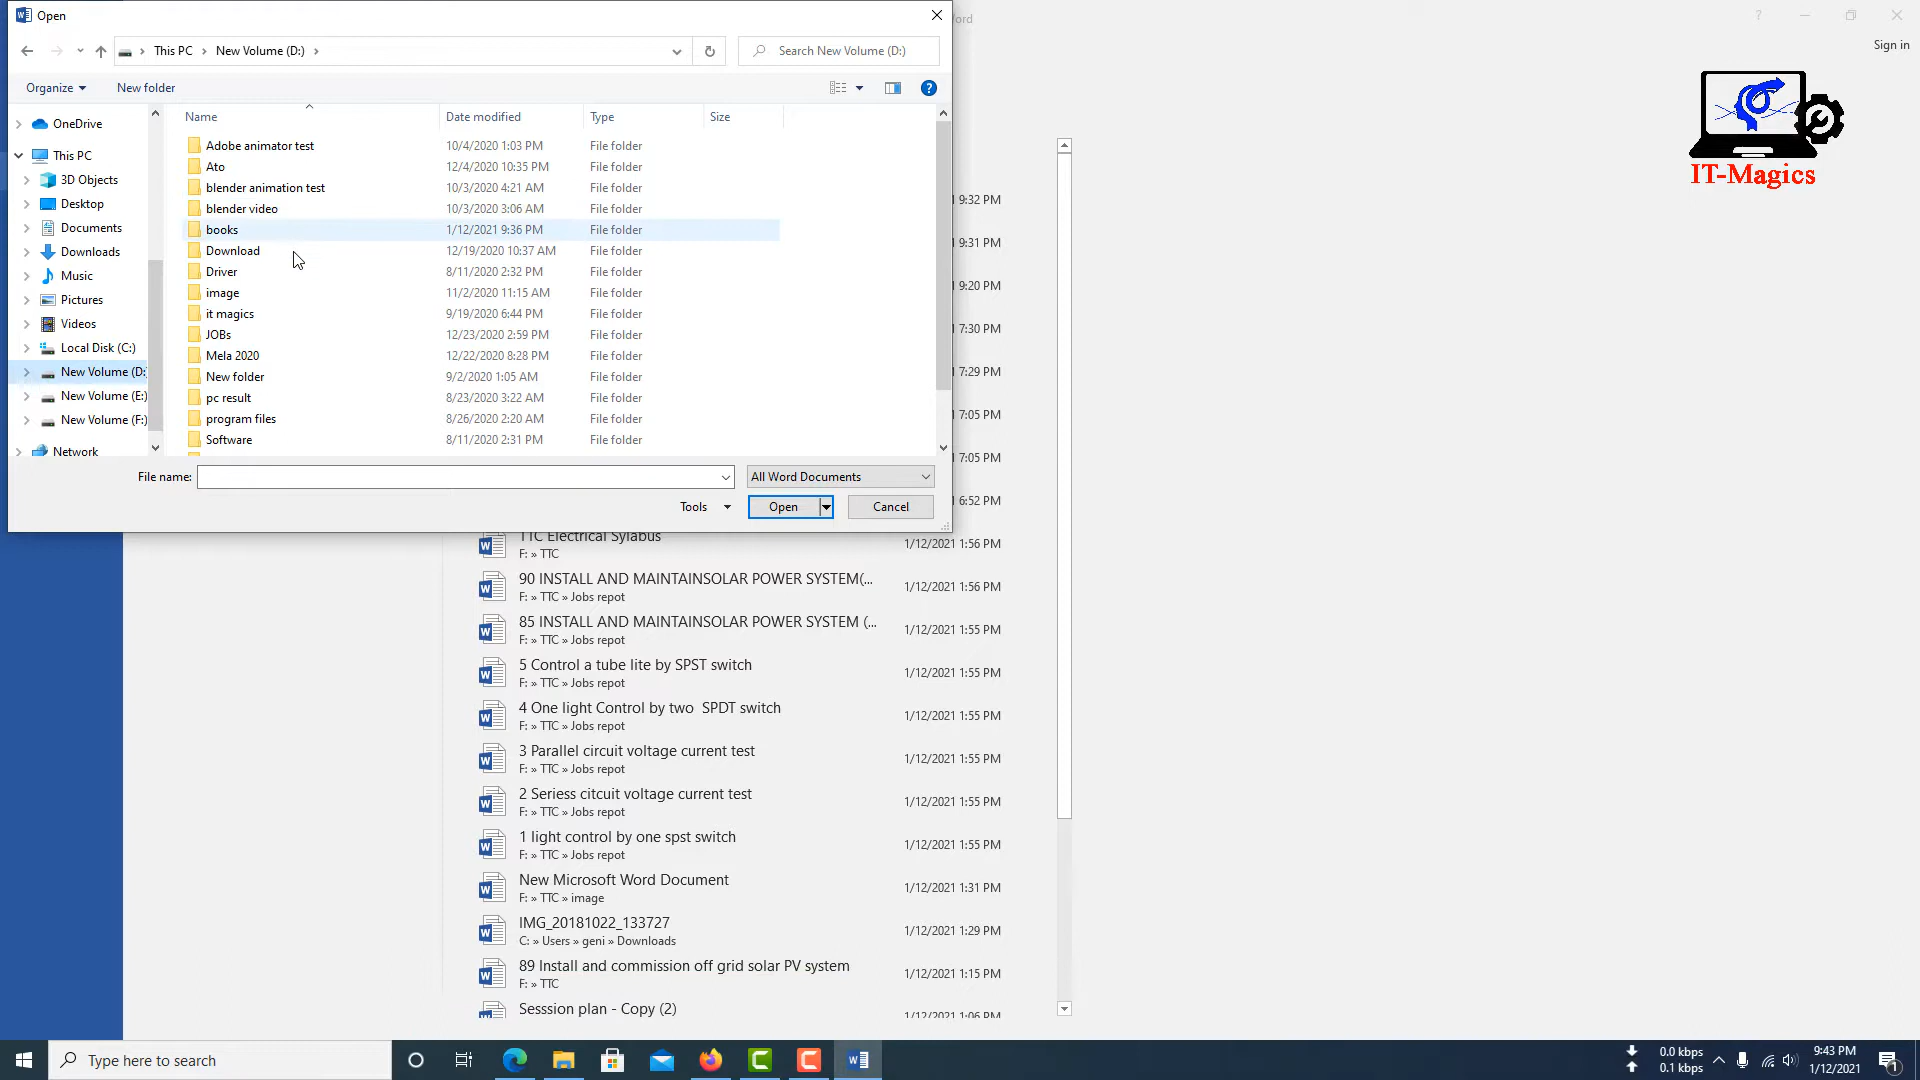 Open
Word
Sign in
This PC > New Volume (D:) >
Search New Volume (D:)
Organize
New folder
IT-Magics
Name Date modified Type Size
OneDrive
This PC
3D Objects
Desktop
Documents
Downloads
Music
Pictures
Videos
Local Disk (C:)
New Volume (D:)
New Volume (E:)
New Volume (F:)
Network
Adobe animator test 10/4/2020 1:03 PM File folder
Ato 12/4/2020 10:35 PM File folder
blender animation test 10/3/2020 4:21 AM File folder
blender video 10/3/2020 3:06 AM File folder
books 1/12/2021 9:36 PM File folder
Download 12/19/2020 10:37 AM File folder
Driver 8/11/2020 2:32 PM File folder
image 11/2/2020 11:15 AM File folder
it magics 9/19/2020 6:44 PM File folder
JOBs 12/23/2020 2:59 PM File folder
Mela 2020 12/22/2020 8:28 PM File folder
New folder 9/2/2020 1:05 AM File folder
pc result 8/23/2020 3:22 AM File folder
program files 8/26/2020 2:20 AM File folder
Software 8/11/2020 2:31 PM File folder
1 9:32 PM
1 9:31 PM
1 9:20 PM
1 7:30 PM
1 7:29 PM
1 7:05 PM
1 7:05 PM
1 6:52 PM
File name:
All Word Documents
Tools
Open
Cancel
TTC Electrical Sylabus 1/12/2021 1:56 PM
F: » TTC
90 INSTALL AND MAINTAINSOLAR POWER SYSTEM(... 1/12/2021 1:56 PM
F: » TTC » Jobs repot
85 INSTALL AND MAINTAINSOLAR POWER SYSTEM (... 1/12/2021 1:55 PM
F: » TTC » Jobs repot
5 Control a tube lite by SPST switch 1/12/2021 1:55 PM
F: » TTC » Jobs repot
4 One light Control by two  SPDT switch 1/12/2021 1:55 PM
F: » TTC » Jobs repot
3 Parallel circuit voltage current test 1/12/2021 1:55 PM
F: » TTC » Jobs repot
2 Seriess citcuit voltage current test 1/12/2021 1:55 PM
F: » TTC » Jobs repot
1 light control by one spst switch 1/12/2021 1:55 PM
F: » TTC » Jobs repot
New Microsoft Word Document 1/12/2021 1:31 PM
F: » TTC » image
IMG_20181022_133727 1/12/2021 1:29 PM
C: » Users » geni » Downloads
89 Install and commission off grid solar PV system 1/12/2021 1:15 PM
F: » TTC
Sesssion plan - Copy (2) 1/12/2021 1:06 PM
Type here to search
0.0 kbps
0.1 kbps
9:43 PM
1/12/2021
1